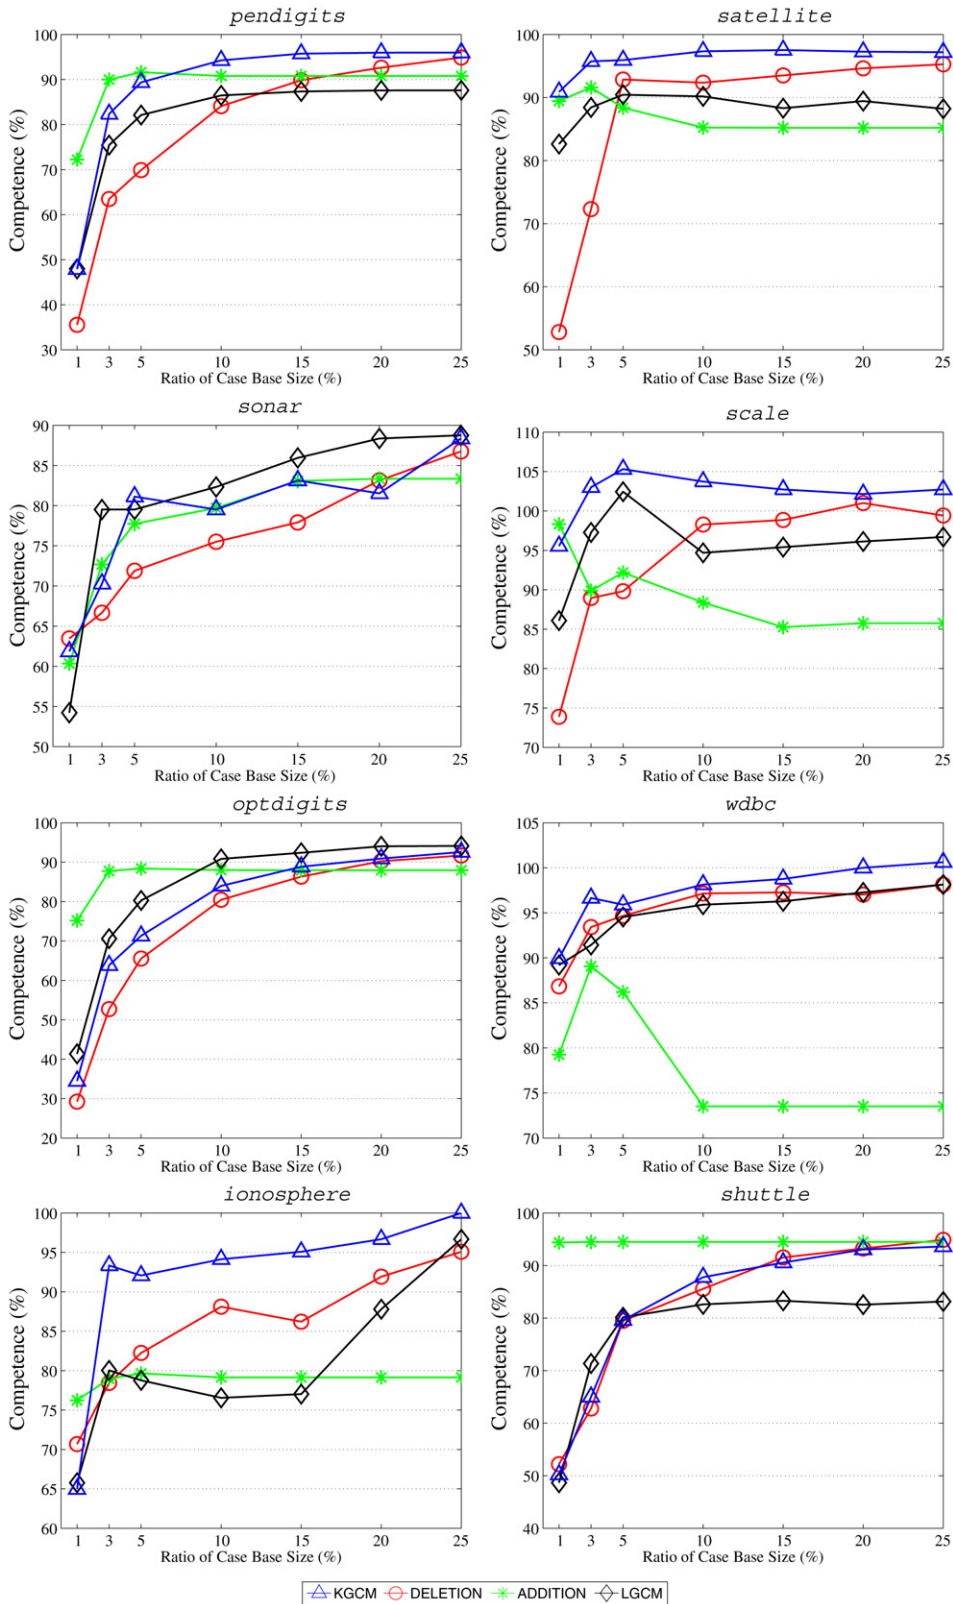 pendigits
100
90
80
70
60
50
40
30
Competence (%)
1 3 5 10 15 20 25
Ratio of Case Base Size (%)
satellite
100
90
80
70
60
50
Competence (%)
1 3 5 10 15 20 25
Ratio of Case Base Size (%)
sonar
90
85
80
75
70
65
60
55
50
Competence (%)
1 3 5 10 15 20 25
Ratio of Case Base Size (%)
scale
110
105
100
95
90
85
80
75
70
Competence (%)
1 3 5 10 15 20 25
Ratio of Case Base Size (%)
optdigits
100
90
80
70
60
50
40
30
20
Competence (%)
1 3 5 10 15 20 25
Ratio of Case Base Size (%)
wdbc
105
100
95
90
85
80
75
70
Competence (%)
1 3 5 10 15 20 25
Ratio of Case Base Size (%)
ionosphere
100
95
90
85
80
75
70
65
60
Competence (%)
1 3 5 10 15 20 25
Ratio of Case Base Size (%)
shuttle
100
90
80
70
60
50
40
Competence (%)
1 3 5 10 15 20 25
Ratio of Case Base Size (%)
KGCM DELETION ADDITION LGCM